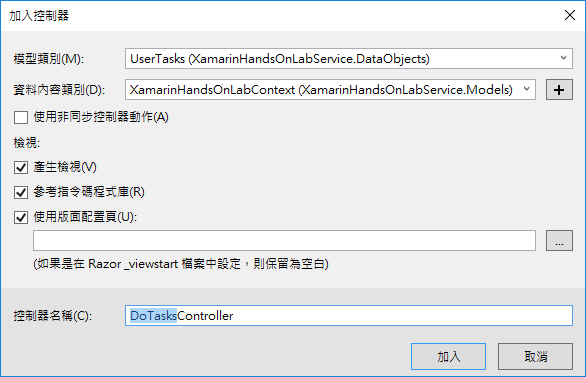 加入控制器
模型類別(M): UserTasks (XamarinHandsOnLabService.DataObjects)
資料內容類別(D): XamarinHandsOnLabContext (XamarinHandsOnLabService.Models)
使用非同步控制器動作(A)
檢視:
產生檢視(V)
參考指令碼程式庫(R)
使用版面配置頁(U):
...
(如果是在 Razor _viewstart 檔案中設定，則保留為空白)
控制器名稱(C): DoTasksController
加入 取消